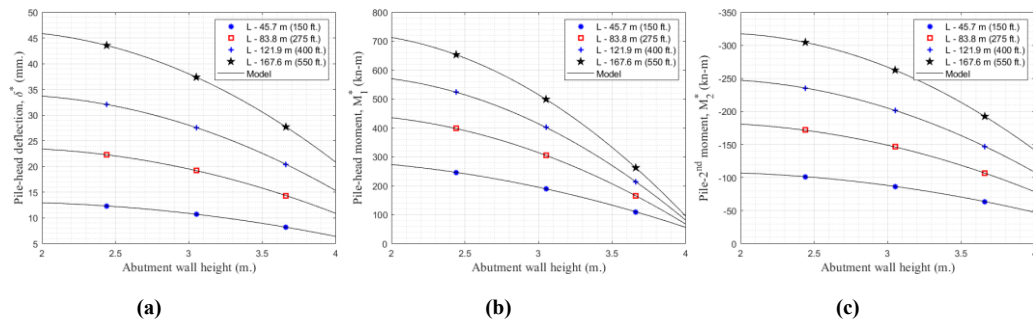 Pile-head deflection, δ* (mm.)
50
45
40
35
30
25
20
15
10
5
2
2.5
3
3.5
4
Abutment wall height (m.)
L - 45.7 m (150 ft.)
L - 83.8 m (275 ft.)
L - 121.9 m (400 ft.)
L - 167.6 m (550 ft.)
Model
(a)
Pile-head moment, M₁* (kn-m)
800
700
600
500
400
300
200
100
0
2
2.5
3
3.5
4
Abutment wall height (m.)
L - 45.7 m (150 ft.)
L - 83.8 m (275 ft.)
L - 121.9 m (400 ft.)
L - 167.6 m (550 ft.)
Model
(b)
Pile-2ⁿᵈ moment, M₂* (kn-m)
-350
-300
-250
-200
-150
-100
-50
0
2
2.5
3
3.5
4
Abutment wall height (m.)
L - 45.7 m (150 ft.)
L - 83.8 m (275 ft.)
L - 121.9 m (400 ft.)
L - 167.6 m (550 ft.)
Model
(c)